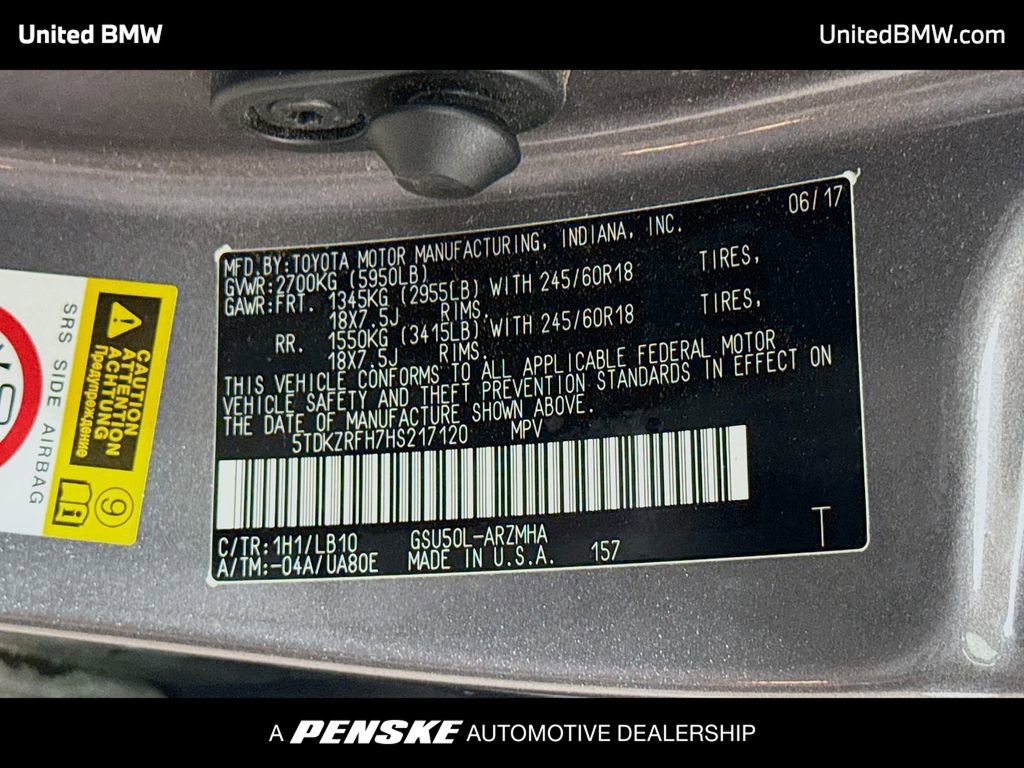 United BMW
UnitedBMW.com
06/17
MFD.BY:TOYOTA MOTOR MANUFACTURING, INDIANA, INC.
GVWR:2700KG (5950LB)
GAWR:FRT. 1345KG (2955LB) WITH 245/60R18 TIRES,
18X7.5J RIMS.
RR. 1550KG (3415LB) WITH 245/60R18 TIRES,
18X7.5J RIMS.
THIS VEHICLE CONFORMS TO ALL APPLICABLE FEDERAL MOTOR
VEHICLE SAFETY AND THEFT PREVENTION STANDARDS IN EFFECT ON
THE DATE OF MANUFACTURE SHOWN ABOVE.
5TDKZRFH7HS217120 MPV
C/TR:1H1/LB10 GSU50L-ARZMHA
A/TM:-04A/UA80E MADE IN U.S.A. 157
T
SRS SIDE AIRBAG
CAUTION
ATTENTION
ACHTUNG
Предупреждение
9
A PENSKE AUTOMOTIVE DEALERSHIP